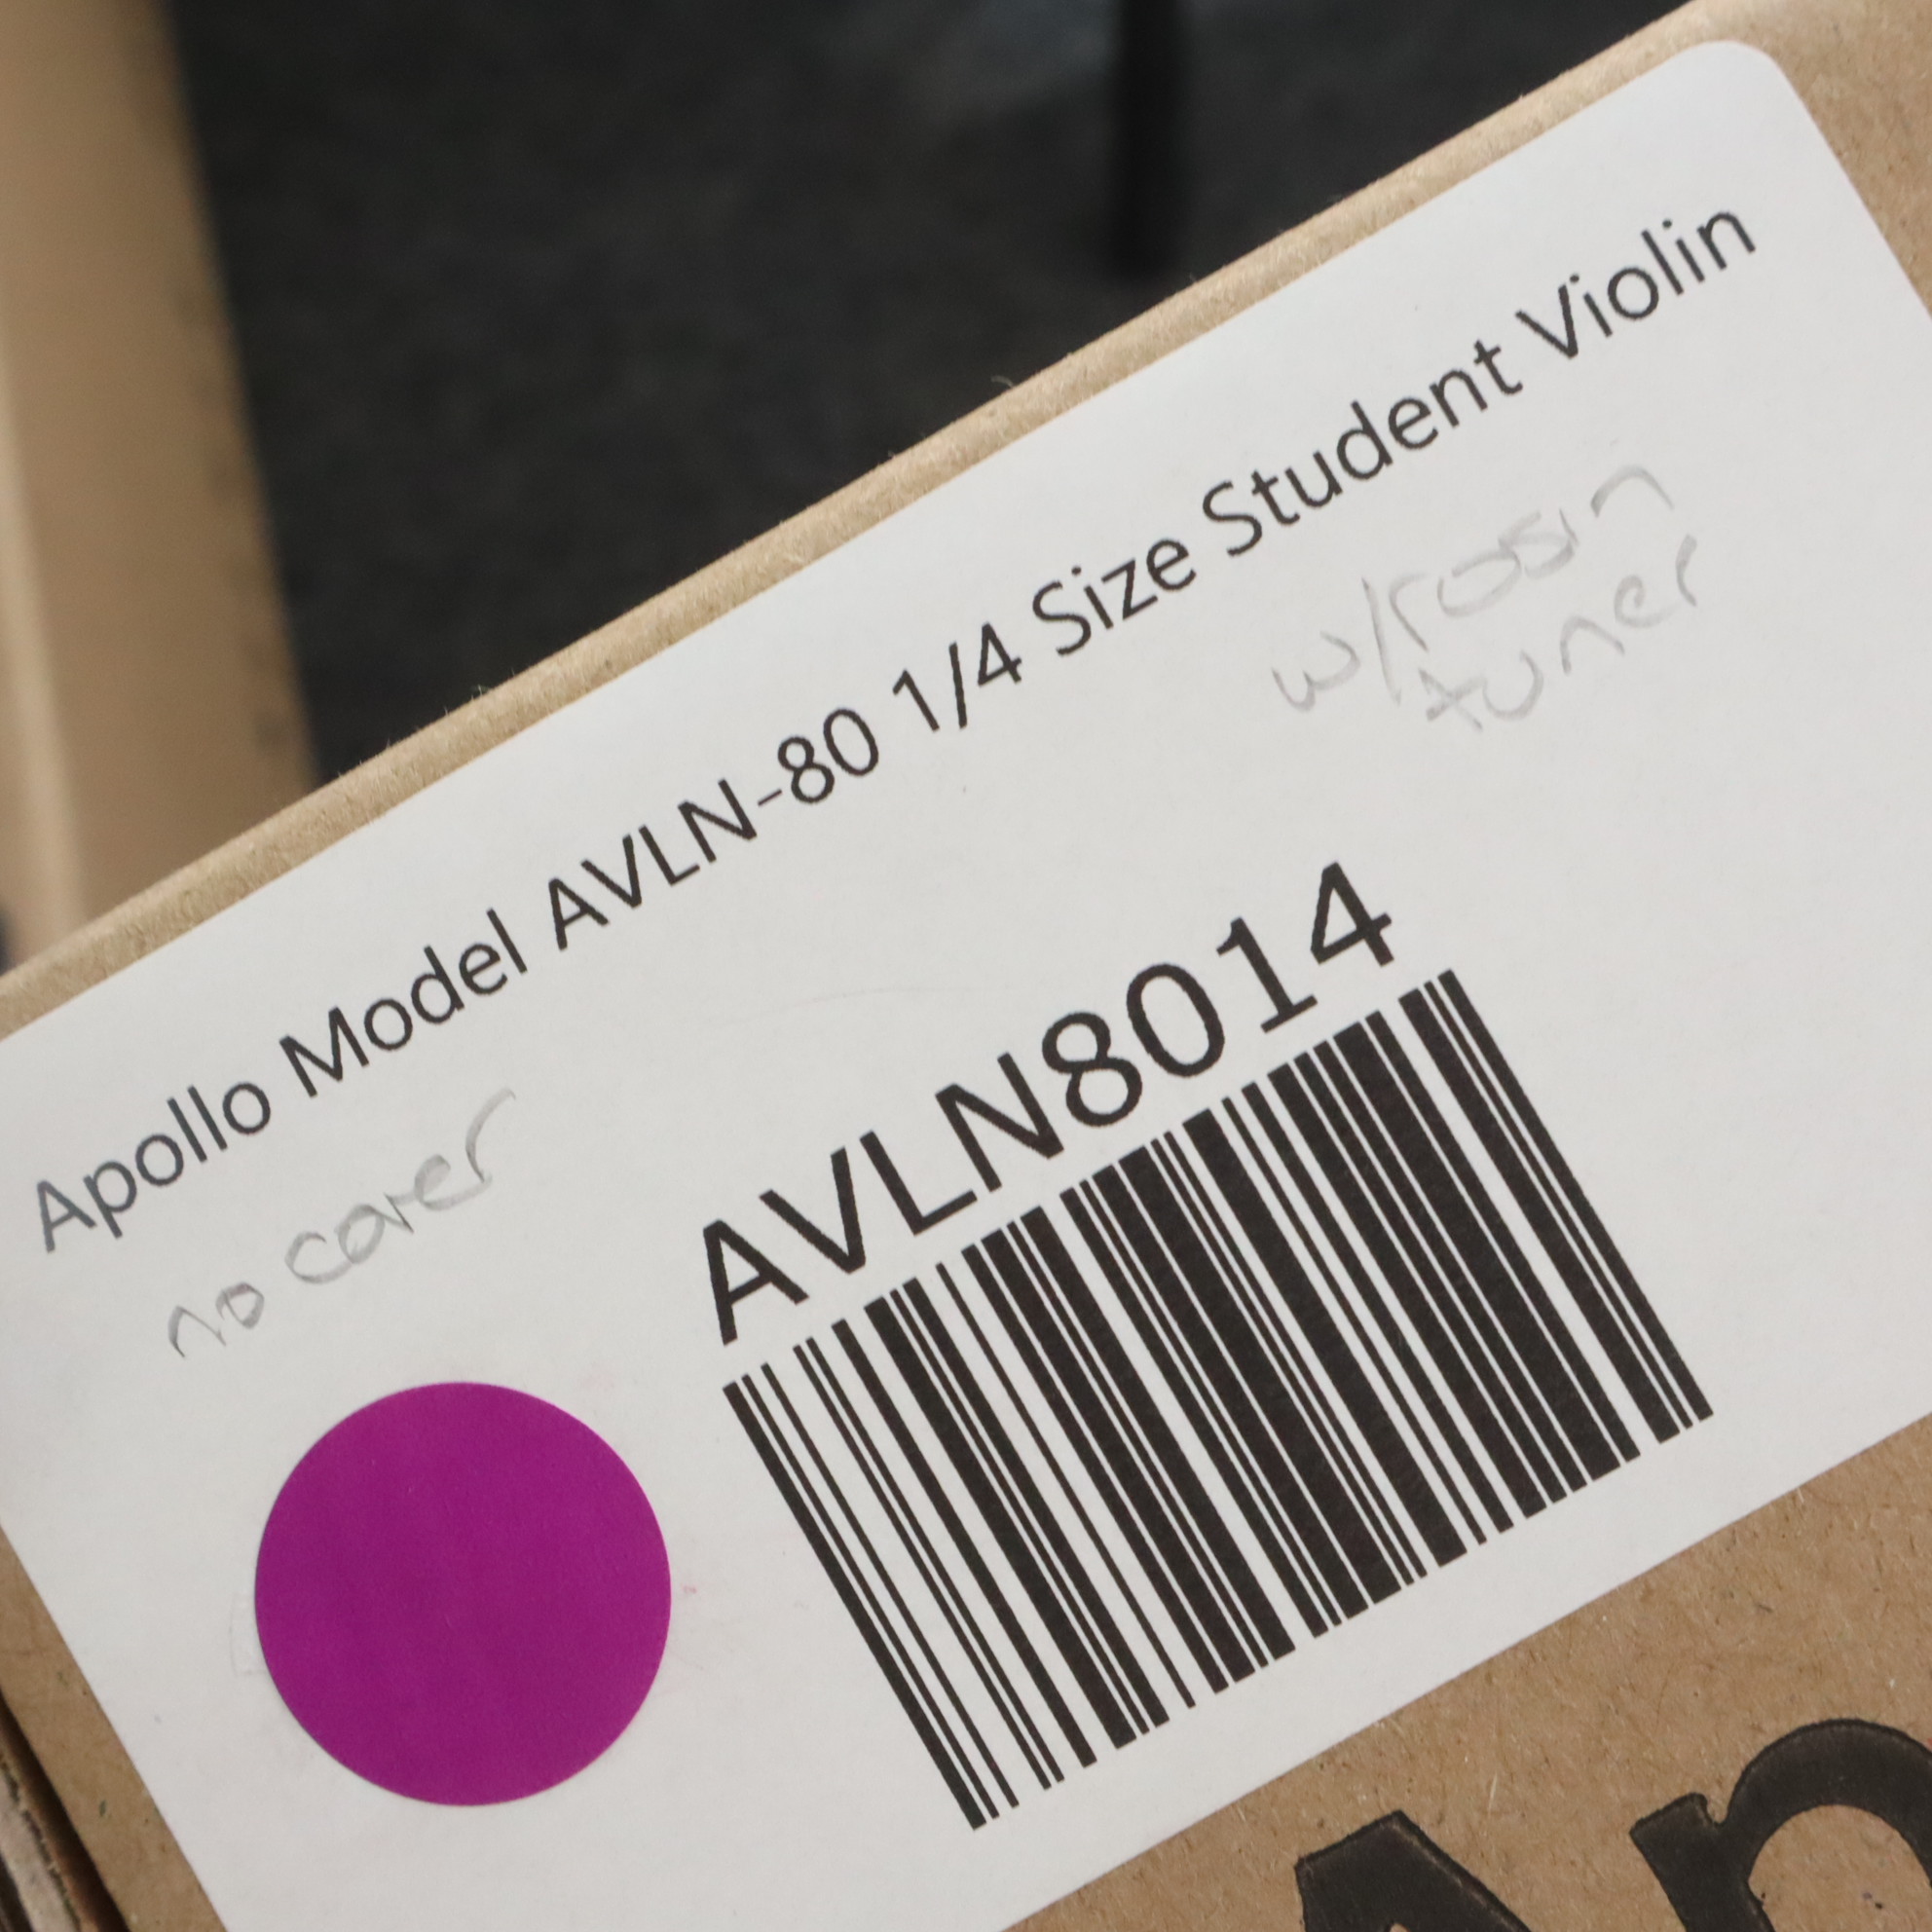 Apollo Model AVLN-80 1/4 Size Student Violin
w/rosin
tuner
no cover
AVLN8014